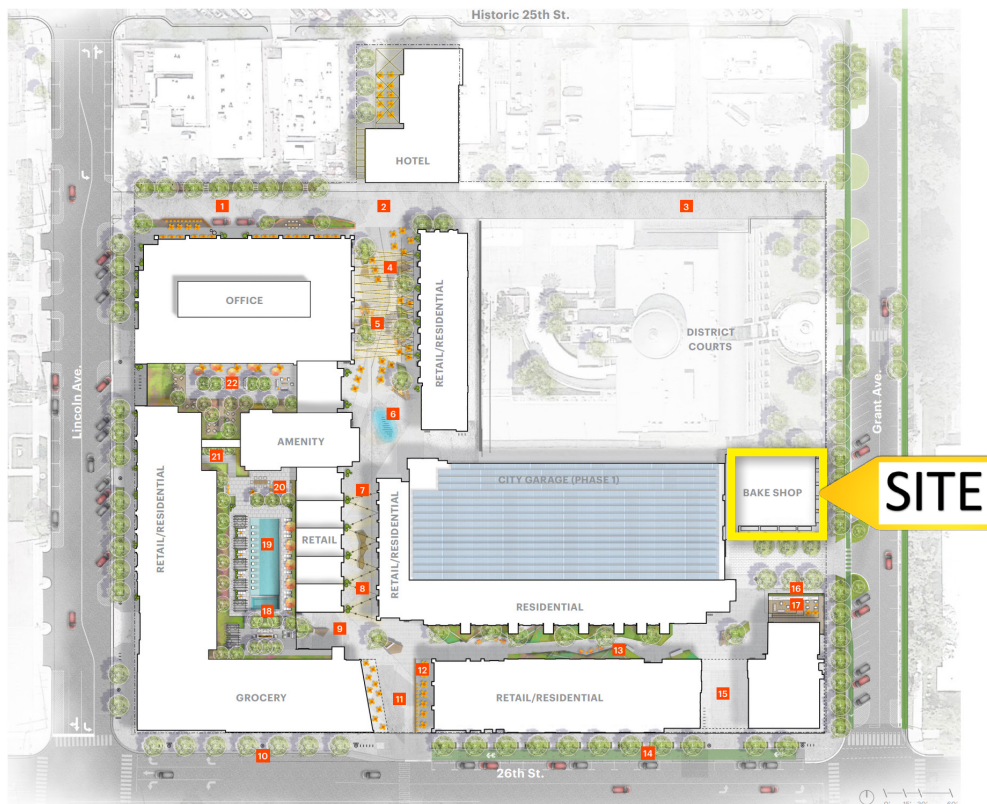 Historic 25th St.
HOTEL
1
2
3
4
OFFICE
5
RETAIL/RESIDENTIAL
DISTRICT
COURTS
Lincoln Ave.
Grant Ave.
22
6
AMENITY
21
20
7
CITY GARAGE (PHASE 1)
BAKE SHOP
SITE
RETAIL/RESIDENTIAL
19
RETAIL
RETAIL/RESIDENTIAL
8
16
17
18
RESIDENTIAL
9
13
12
GROCERY
11
RETAIL/RESIDENTIAL
15
10
14
26th St.